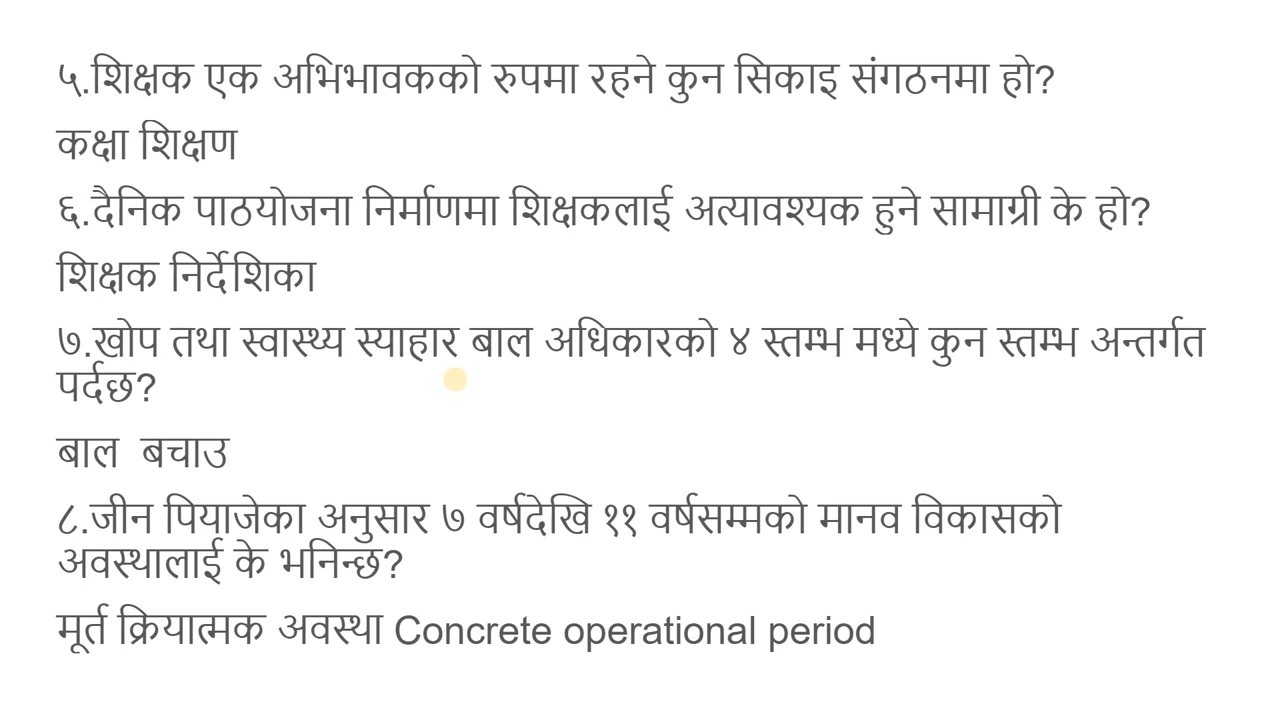 ५.शिक्षक एक अभिभावकको रुपमा रहने कुन सिकाइ संगठनमा हो?
कक्षा शिक्षण
६.दैनिक पाठयोजना निर्माणमा शिक्षकलाई अत्यावश्यक हुने सामाग्री के हो?
शिक्षक निर्देशिका
७.खोप तथा स्वास्थ्य स्याहार बाल अधिकारको ४ स्तम्भ मध्ये कुन स्तम्भ अन्तर्गत
पर्दछ?
बाल  बचाउ
८.जीन पियाजेका अनुसार ७ वर्षदेखि ११ वर्षसम्मको मानव विकासको
अवस्थालाई के भनिन्छ?
मूर्त क्रियात्मक अवस्था Concrete operational period